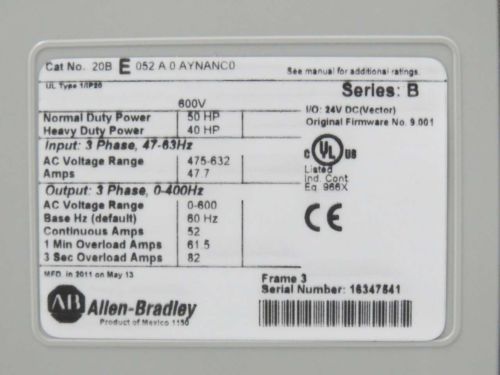 Cat No. 20B E 052 A 0 AYNANC0
See manual for additional ratings.
UL Type 1/IP20
Series: B
600V
I/O: 24V DC(Vector)
Original Firmware No. 9.001
Normal Duty Power 50 HP
Heavy Duty Power 40 HP
Input: 3 Phase, 47-63Hz
AC Voltage Range 475-632
Amps 47.7
C UL US
Listed
Ind. Cont
Eq. 966X
Output: 3 Phase, 0-400Hz
AC Voltage Range 0-600
Base Hz (default) 60 Hz
Continuous Amps 52
1 Min Overload Amps 61.5
3 Sec Overload Amps 82
CE
MFD. in 2011 on May 13
Frame 3
Serial Number: 16347541
AB Allen-Bradley
Product of Mexico 1150